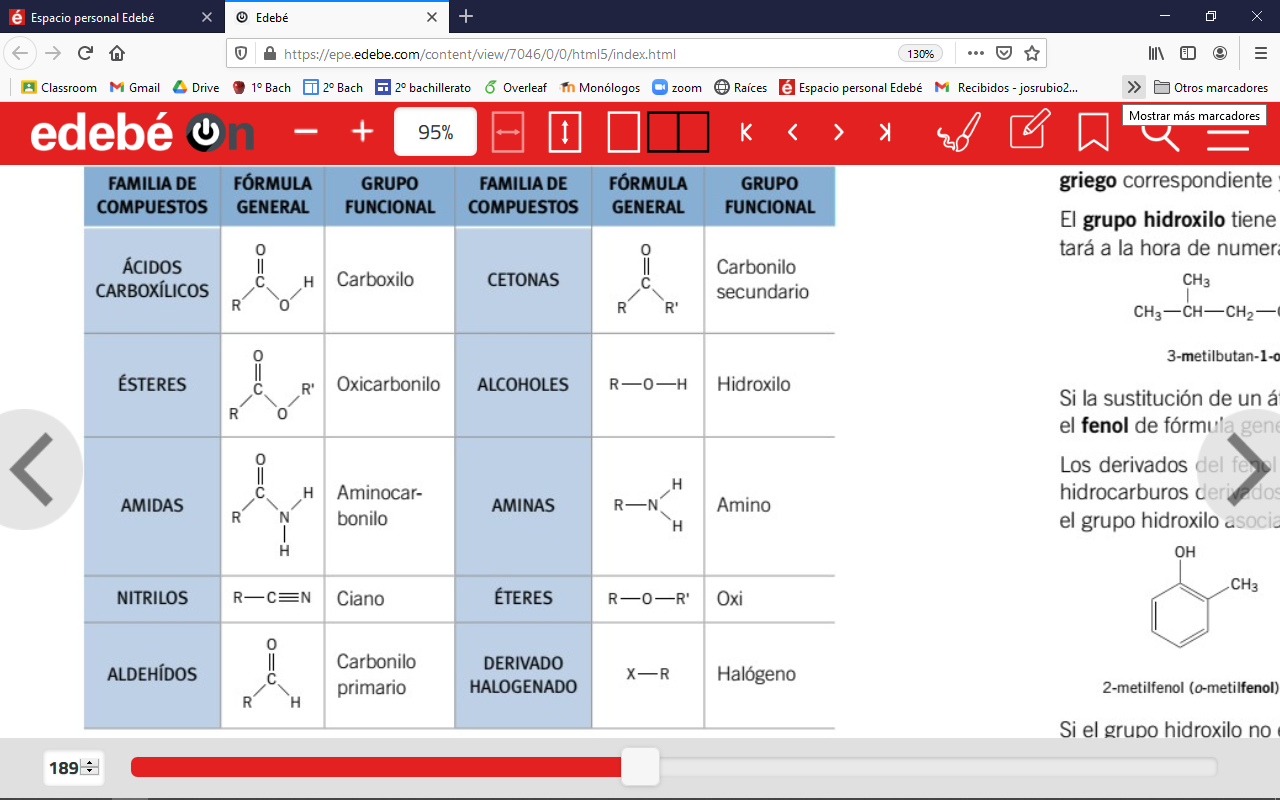 Espacio personal Edebé
Edebé
https://epe.edebe.com/content/view/7046/0/0/html5/index.html
130%
Classroom
Gmail
Drive
1º Bach
2º Bach
2º bachillerato
Overleaf
Monólogos
zoom
Raíces
Espacio personal Edebé
Recibidos - josrubio2...
Otros marcadores
Mostrar más marcadores
edebé On
95%
FAMILIA DE COMPUESTOS
FÓRMULA GENERAL
GRUPO FUNCIONAL
FAMILIA DE COMPUESTOS
FÓRMULA GENERAL
GRUPO FUNCIONAL
ÁCIDOS CARBOXÍLICOS
O
C
H
R
O
Carboxilo
CETONAS
O
C
R
R'
Carbonilo secundario
ÉSTERES
O
C
R'
R
O
Oxicarbonilo
ALCOHOLES
R—O—H
Hidroxilo
AMIDAS
O
C
H
R
N
H
Aminocar-
bonilo
AMINAS
H
R—N
H
Amino
NITRILOS
R—C≡N
Ciano
ÉTERES
R—O—R'
Oxi
ALDEHÍDOS
O
C
R
H
Carbonilo primario
DERIVADO HALOGENADO
X—R
Halógeno
griego correspondiente
El grupo hidroxilo tiene
tará a la hora de numera
CH3
CH3—CH—CH2—
3-metilbutan-1-o
Si la sustitución de un á
el fenol de fórmula gene
Los derivados del fenol
hidrocarburos derivados
el grupo hidroxilo asocia
OH
CH3
2-metilfenol (o-metilfenol)
Si el grupo hidroxilo no
189